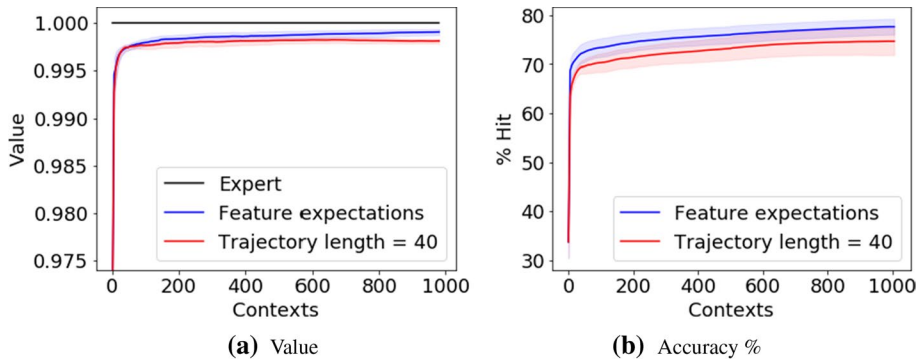 1.000
0.995
0.990
0.985
0.980
0.975
Value
0 200 400 600 800 1000
Contexts
Expert
Feature expectations
Trajectory length = 40
(a) Value
80
70
60
50
40
30
% Hit
0 200 400 600 800 1000
Contexts
Feature expectations
Trajectory length = 40
(b) Accuracy %